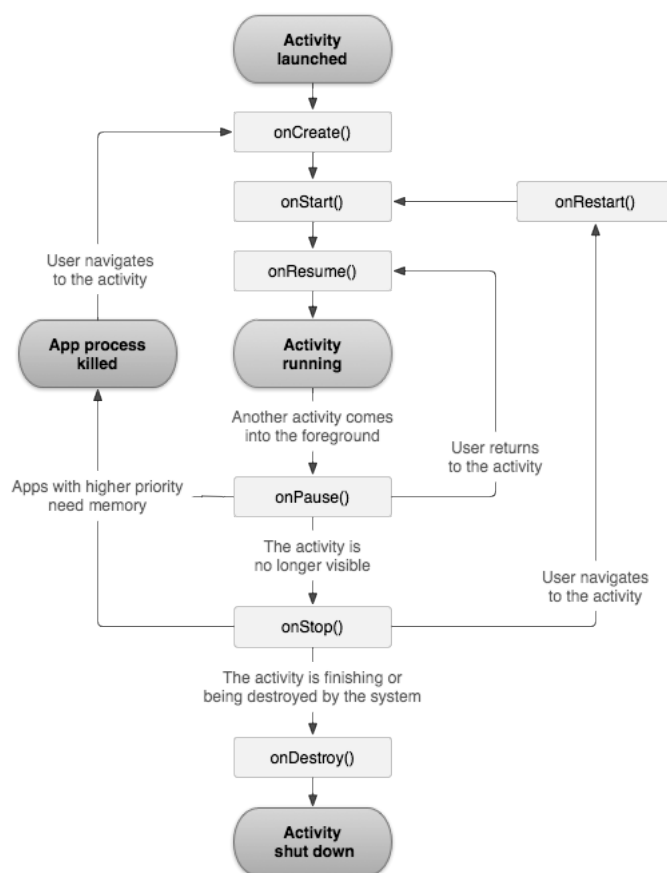 Activity
launched
onCreate()
onStart()
onRestart()
User navigates
to the activity
onResume()
App process
killed
Activity
running
Another activity comes
into the foreground
User returns
to the activity
Apps with higher priority
need memory
onPause()
The activity is
no longer visible
User navigates
to the activity
onStop()
The activity is finishing or
being destroyed by the system
onDestroy()
Activity
shut down